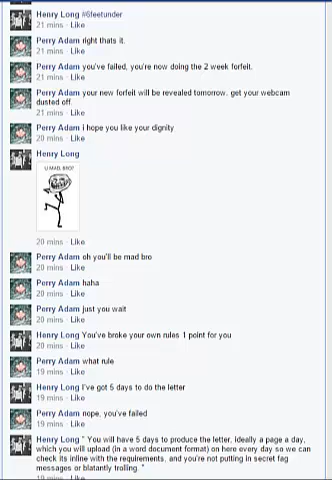 Henry Long #6feetunder
21 mins · Like
Perry Adam right thats it.
21 mins · Like
Perry Adam you've failed, you're now doing the 2 week forfeit.
21 mins · Like
Perry Adam your new forfeit will be revealed tomorrow. get your webcam
dusted off.
21 mins · Like
Perry Adam i hope you like your dignity
20 mins · Like
Henry Long
U MAD BRO?
20 mins · Like
Perry Adam oh you'll be mad bro
20 mins · Like
Perry Adam haha
20 mins · Like
Perry Adam just you wait
20 mins · Like
Henry Long You've broke your own rules 1 point for you
20 mins · Like
Perry Adam what rule
19 mins · Like
Henry Long I've got 5 days to do the letter
19 mins · Like
Perry Adam nope, you've failed
19 mins · Like
Henry Long " You will have 5 days to produce the letter, ideally a page a day,
which you will upload (in a word document format) on here every day so we can
check its inline with the requirements, and you're not putting in secret fag
messages or blatantly trolling. "
19 mins · Like